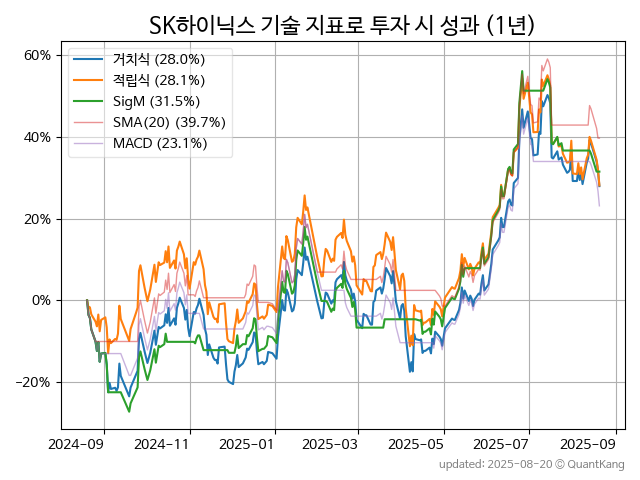 SK하이닉스 기술 지표로 투자 시 성과 (1년)
60%
40%
20%
0%
−20%
거치식 (28.0%)
적립식 (28.1%)
SigM (31.5%)
SMA(20) (39.7%)
MACD (23.1%)
2024-09
2024-11
2025-01
2025-03
2025-05
2025-07
2025-09
updated: 2025-08-20 © QuantKang